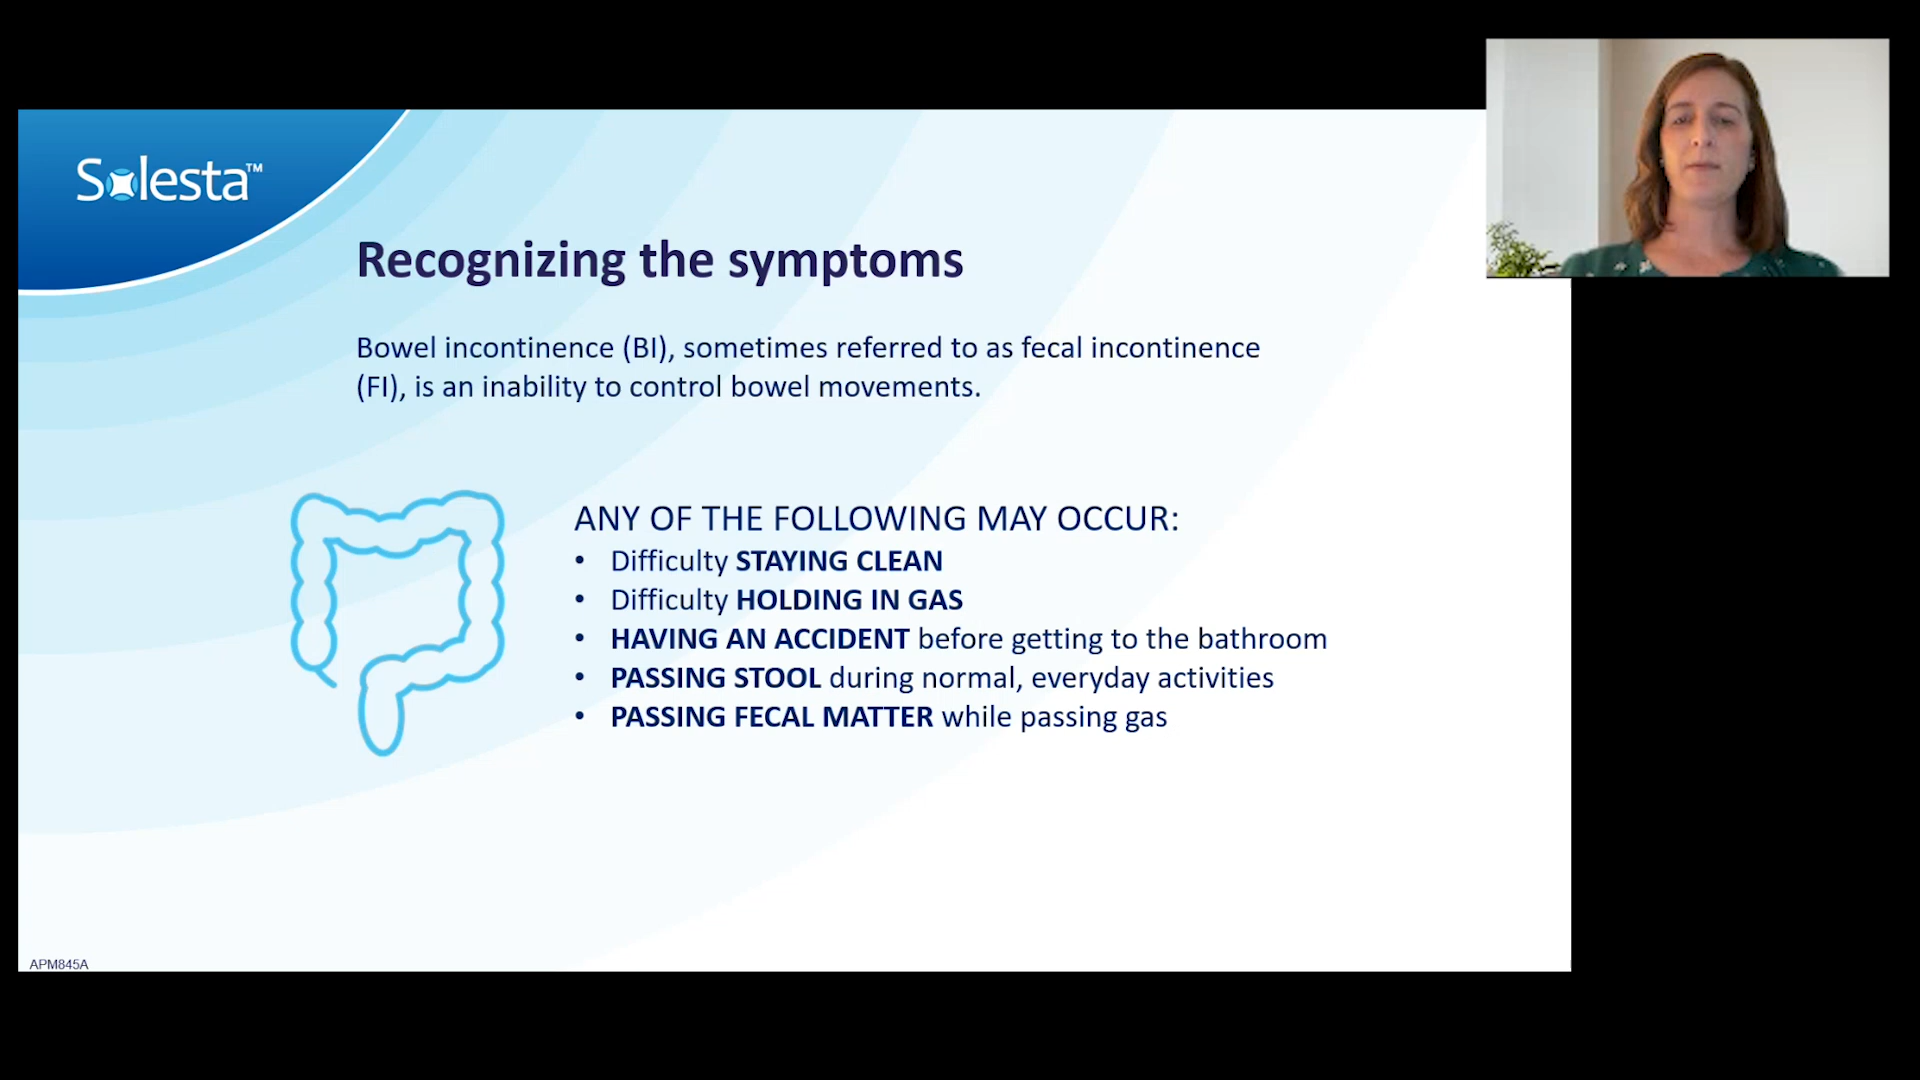 Solesta™
Recognizing the symptoms
Bowel incontinence (BI), sometimes referred to as fecal incontinence
(FI), is an inability to control bowel movements.
ANY OF THE FOLLOWING MAY OCCUR:
• Difficulty STAYING CLEAN
• Difficulty HOLDING IN GAS
• HAVING AN ACCIDENT before getting to the bathroom
• PASSING STOOL during normal, everyday activities
• PASSING FECAL MATTER while passing gas
APM845A